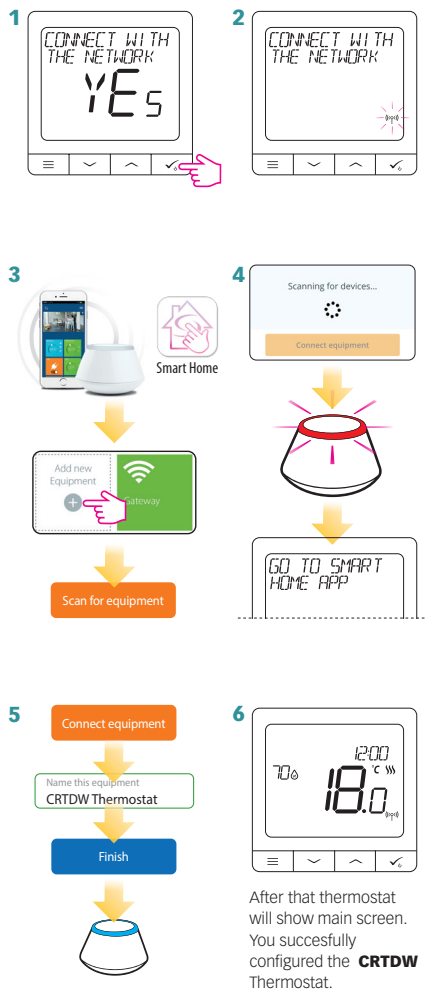 1
CONNECT WITH
THE NETWORK
YES
2
CONNECT WITH
THE NETWORK
3
Smart Home
Add new
Equipment
Gateway
Scan for equipment
4
Scanning for devices...
Connect equipment
GO TO SMART
HOME APP
5
Connect equipment
Name this equipment
CRTDW Thermostat
Finish
6
12:00
70
°C
18.0
After that thermostat
will show main screen.
You succesfully
configured the CRTDW
Thermostat.